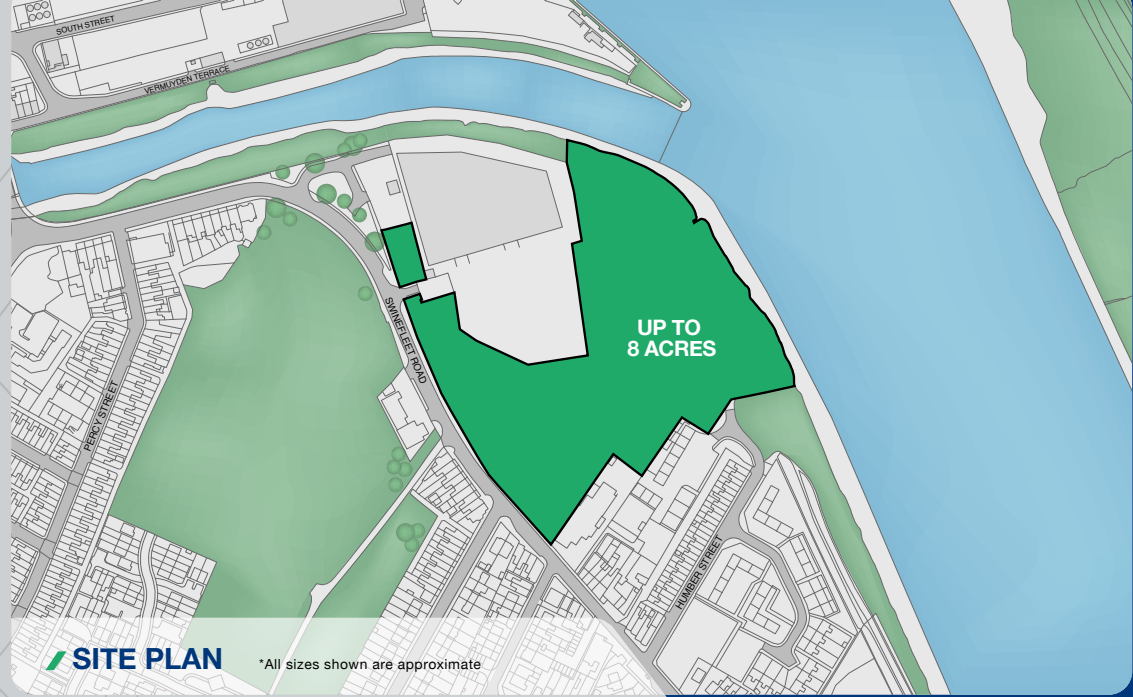 SOUTH STREET
VERMUYDEN TERRACE
SWINEFLEET ROAD
UP TO
8 ACRES
PERCY STREET
HUMBER STREET
SITE PLAN
*All sizes shown are approximate